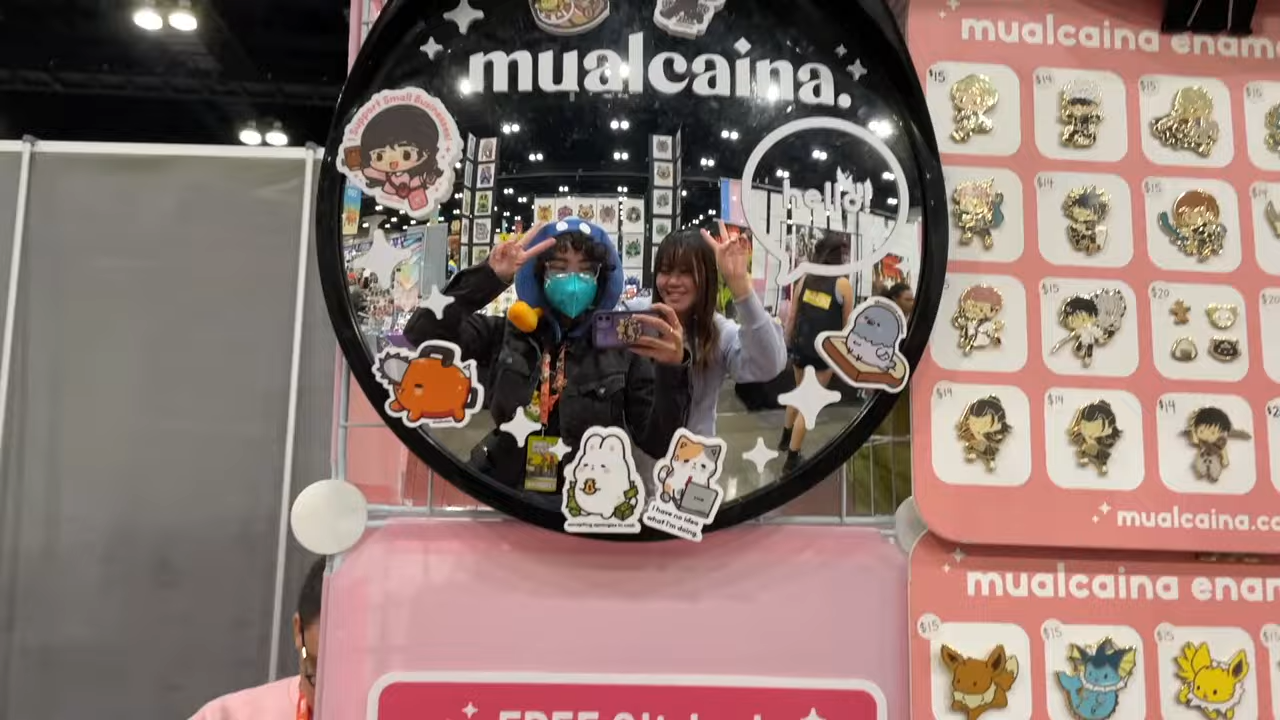 mualcaina.
Support Small Businesses
hello!
I have no idea
what I'm doing.
mualcaina enam
$15
$14
$15
$14
$15
$15
$20
$14
$14
$14
mualcaina.co
mualcaina enam
$15
$15
$15
FREE